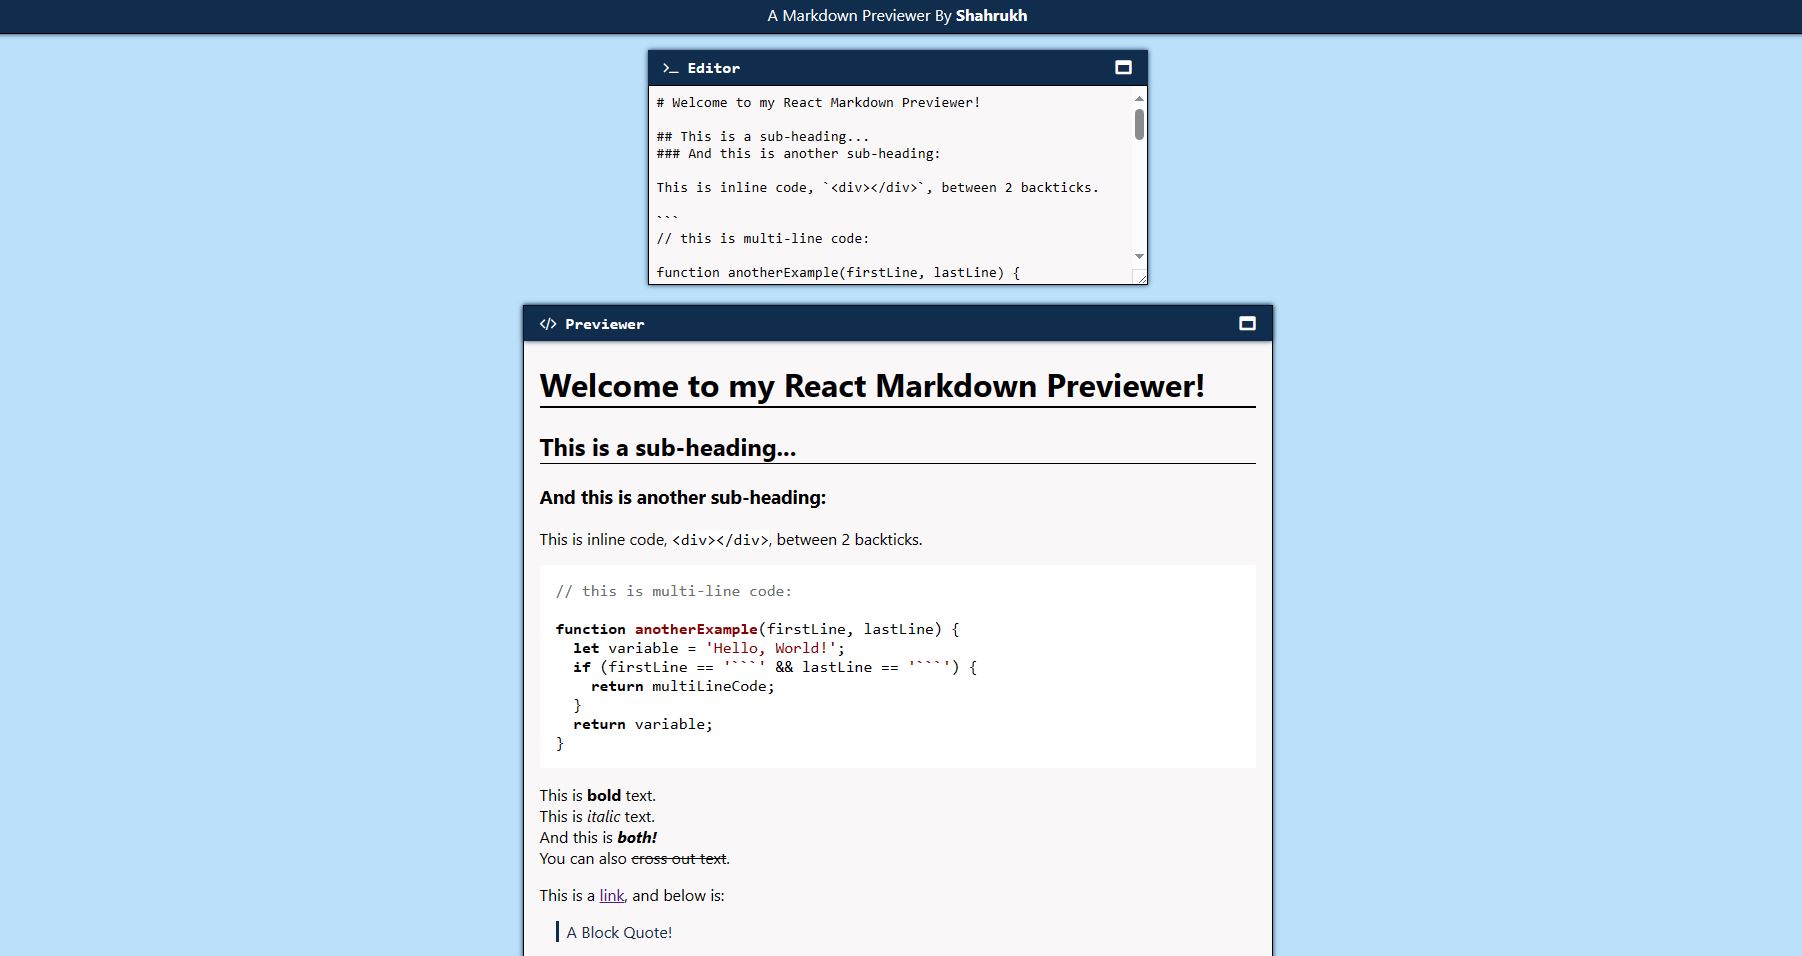 A Markdown Previewer By Shahrukh
Editor
# Welcome to my React Markdown Previewer!
## This is a sub-heading...
### And this is another sub-heading:
This is inline code, `<div></div>`, between 2 backticks.
```
// this is multi-line code:
function anotherExample(firstLine, lastLine) {
Previewer
Welcome to my React Markdown Previewer!
This is a sub-heading...
And this is another sub-heading:
This is inline code, <div></div>, between 2 backticks.
// this is multi-line code:
function anotherExample(firstLine, lastLine) {
  let variable = 'Hello, World!';
  if (firstLine == '```' && lastLine == '```') {
    return multiLineCode;
  }
  return variable;
}
This is bold text.
This is italic text.
And this is both!
You can also cross out text.
This is a link, and below is:
A Block Quote!